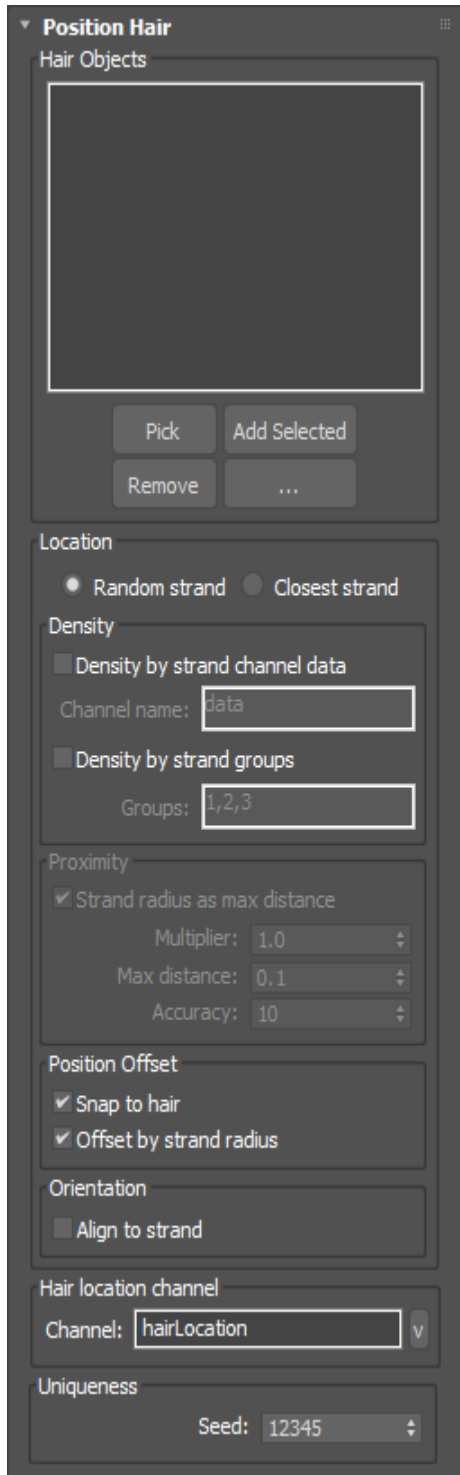 Position Hair
Hair Objects
Pick Add Selected
Remove ...
Location
Random strand Closest strand
Density
Density by strand channel data
Channel name: data
Density by strand groups
Groups: 1,2,3
Proximity
Strand radius as max distance
Multiplier: 1.0
Max distance: 0.1
Accuracy: 10
Position Offset
Snap to hair
Offset by strand radius
Orientation
Align to strand
Hair location channel
Channel: hairLocation v
Uniqueness
Seed: 12345